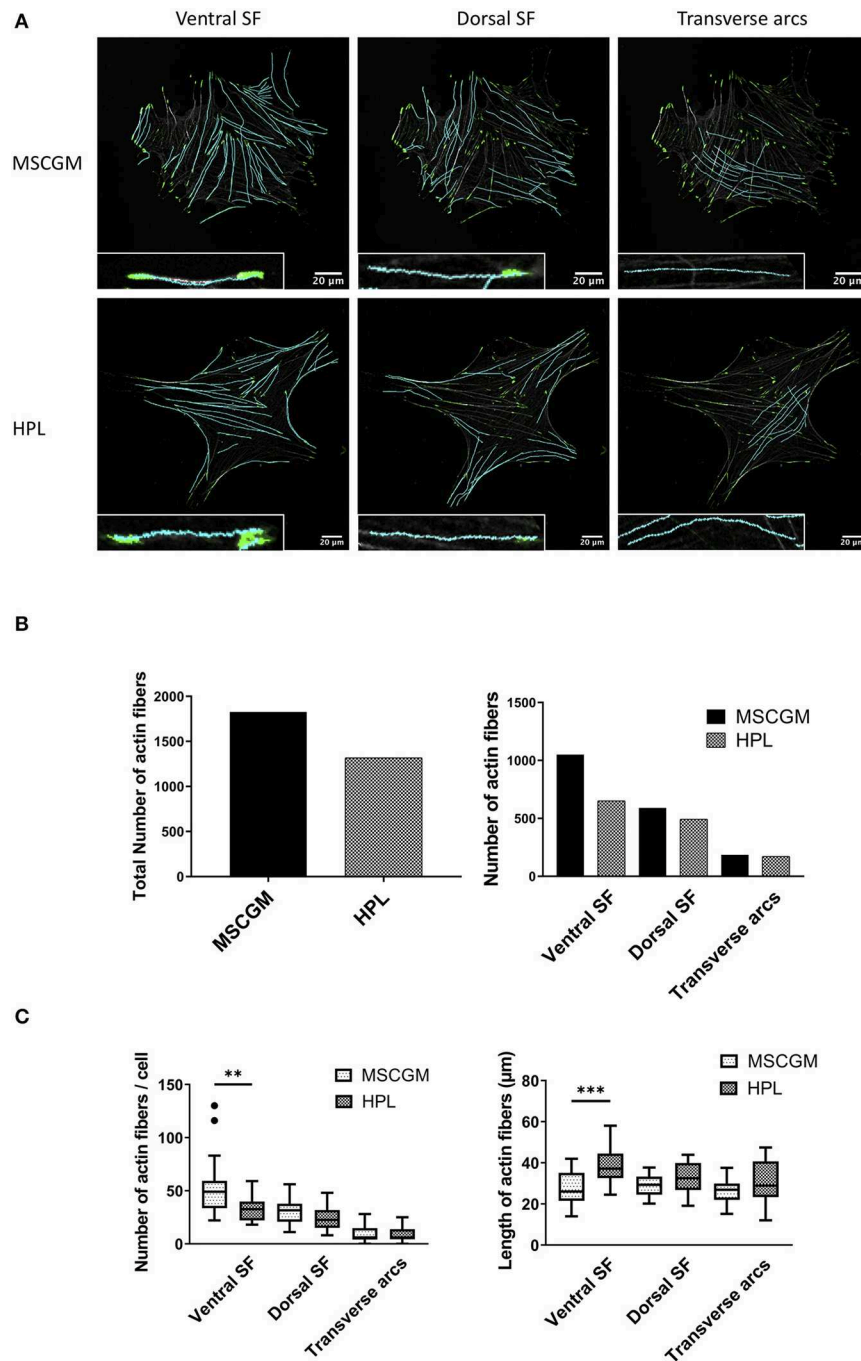 A
Ventral SF
Dorsal SF
Transverse arcs
MSCGM
20 µm
20 µm
20 µm
HPL
20 µm
20 µm
20 µm
B
Total Number of actin fibers
2000
1500
1000
500
0
MSCGM
HPL
Number of actin fibers
1500
1000
500
0
MSCGM
HPL
Ventral SF
Dorsal SF
Transverse arcs
C
Number of actin fibers / cell
150
100
50
0
**
MSCGM
HPL
Ventral SF
Dorsal SF
Transverse arcs
Length of actin fibers (µm)
80
60
40
20
0
***
MSCGM
HPL
Ventral SF
Dorsal SF
Transverse arcs